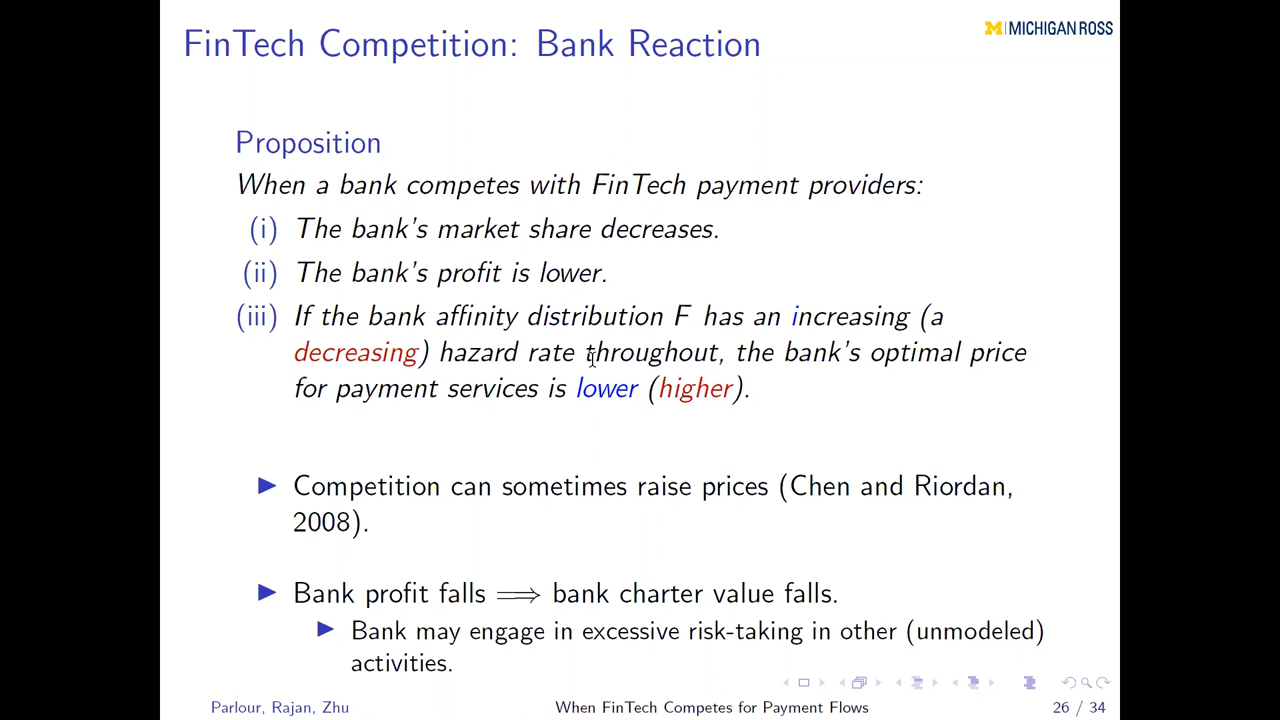 FinTech Competition: Bank Reaction
M | MICHIGAN ROSS
Proposition
When a bank competes with FinTech payment providers:
(i) The bank's market share decreases.
(ii) The bank's profit is lower.
(iii) If the bank affinity distribution F has an increasing (a
decreasing) hazard rate throughout, the bank's optimal price
for payment services is lower (higher).
▶ Competition can sometimes raise prices (Chen and Riordan,
2008).
▶ Bank profit falls ⟹ bank charter value falls.
▶ Bank may engage in excessive risk-taking in other (unmodeled)
activities.
Parlour, Rajan, Zhu
When FinTech Competes for Payment Flows
26 / 34